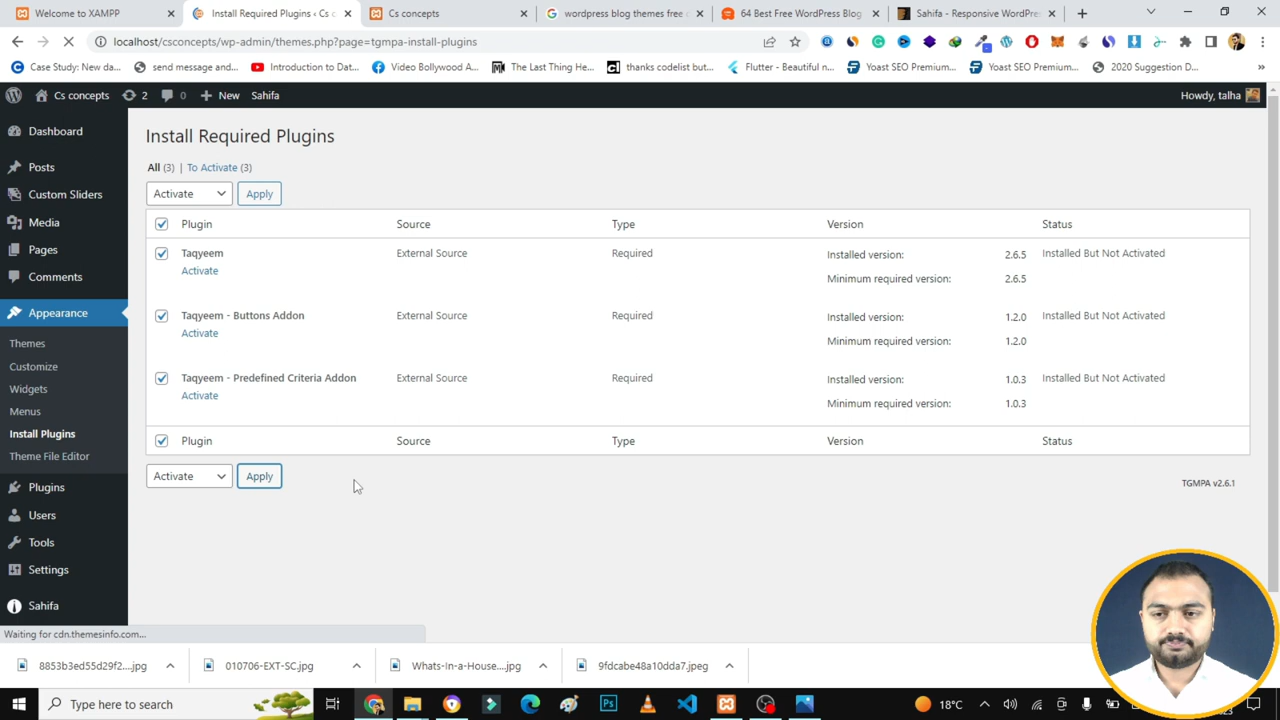 Welcome to XAMPP
Install Required Plugins ‹ Cs c
Cs concepts
wordpress blog themes free d
64 Best Free WordPress Blog
Sahifa - Responsive WordPres
localhost/csconcepts/wp-admin/themes.php?page=tgmpa-install-plugins
Case Study: New da...
send message and...
Introduction to Dat...
Video Bollywood A...
The Last Thing He...
thanks codelist but...
Flutter - Beautiful n...
Yoast SEO Premium...
Yoast SEO Premium...
2020 Suggestion D...
»
Cs concepts
2
0
New
Sahifa
Howdy, talha
Dashboard
Posts
Custom Sliders
Media
Pages
Comments
Appearance
Themes
Customize
Widgets
Menus
Install Plugins
Theme File Editor
Plugins
Users
Tools
Settings
Sahifa
Install Required Plugins
All (3) | To Activate (3)
Activate
Apply
Plugin Source Type Version Status
Taqyeem External Source Required Installed version: 2.6.5 Installed But Not Activated
Activate Minimum required version: 2.6.5
Taqyeem - Buttons Addon External Source Required Installed version: 1.2.0 Installed But Not Activated
Activate Minimum required version: 1.2.0
Taqyeem - Predefined Criteria Addon External Source Required Installed version: 1.0.3 Installed But Not Activated
Activate Minimum required version: 1.0.3
Plugin Source Type Version Status
Activate
Apply
TGMPA v2.6.1
Waiting for cdn.themesinfo.com...
8853b3ed55d29f2....jpg
010706-EXT-SC.jpg
Whats-In-a-House....jpg
9fdcabe48a10dda7.jpeg
Type here to search
Ps
18°C